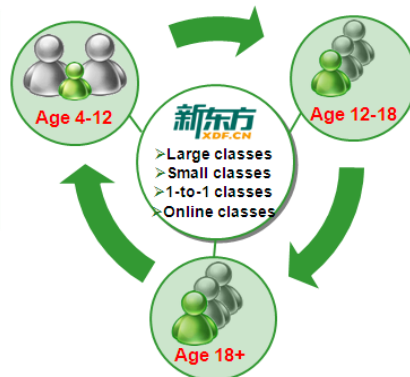 Age 4-12
Age 12-18
新东方
XDF.CN
➢Large classes
➢Small classes
➢1-to-1 classes
➢Online classes
Age 18+